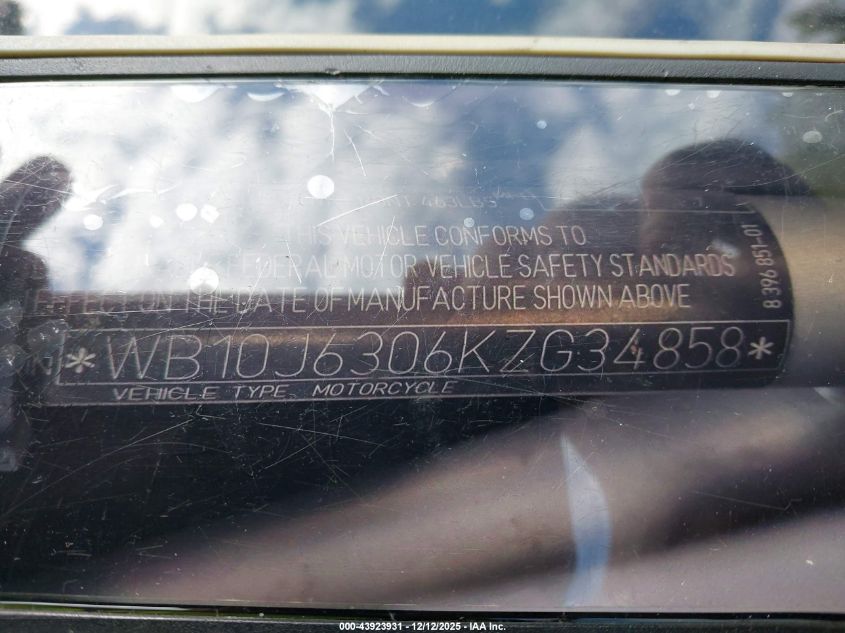 463LBS
THIS VEHICLE CONFORMS TO
FEDERAL MOTOR VEHICLE SAFETY STANDARDS
ON THE DATE OF MANUFACTURE SHOWN ABOVE
*WB10J6306KZG34858*
VEHICLE TYPE MOTORCYCLE
8 396 851-01
000-43923931 - 12/12/2025 - IAA Inc.